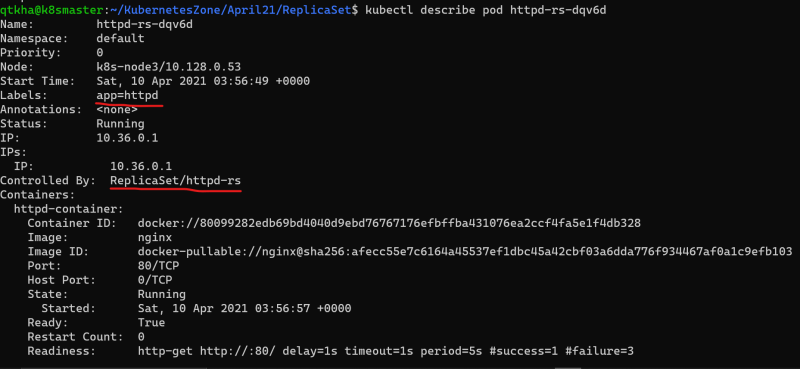 qtkha@k8smaster:~/KubernetesZone/April21/ReplicaSet$ kubectl describe pod httpd-rs-dqv6d
Name:         httpd-rs-dqv6d
Namespace:    default
Priority:     0
Node:         k8s-node3/10.128.0.53
Start Time:   Sat, 10 Apr 2021 03:56:49 +0000
Labels:       app=httpd
Annotations:  <none>
Status:       Running
IP:           10.36.0.1
IPs:
  IP:           10.36.0.1
Controlled By:  ReplicaSet/httpd-rs
Containers:
  httpd-container:
    Container ID:   docker://80099282edb69bd4040d9ebd76767176efbffba431076ea2ccf4fa5e1f4db328
    Image:          nginx
    Image ID:       docker-pullable://nginx@sha256:afecc55e7c6164a45537ef1dbc45a42cbf03a6dda776f934467af0a1c9efb103
    Port:           80/TCP
    Host Port:      0/TCP
    State:          Running
      Started:      Sat, 10 Apr 2021 03:56:57 +0000
    Ready:          True
    Restart Count:  0
    Readiness:      http-get http://:80/ delay=1s timeout=1s period=5s #success=1 #failure=3